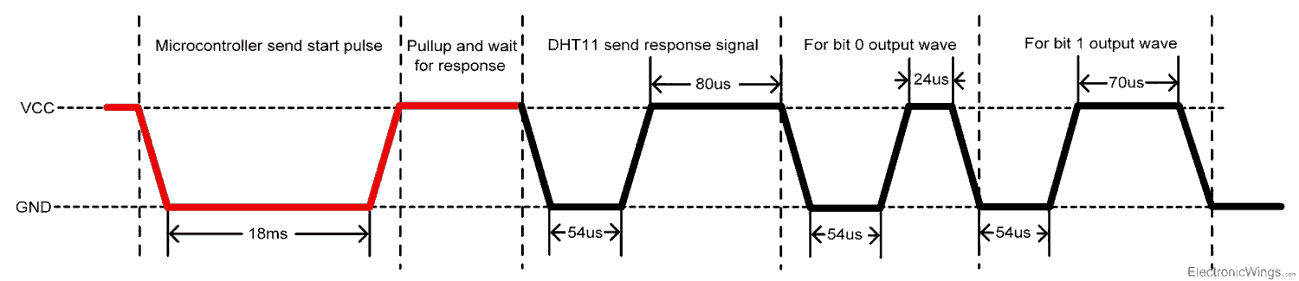 Microcontroller send start pulse
Pullup and wait
for response
DHT11 send response signal
For bit 0 output wave
For bit 1 output wave
80us
24us
70us
VCC
GND
18ms
54us
54us
54us
ElectronicWings.com